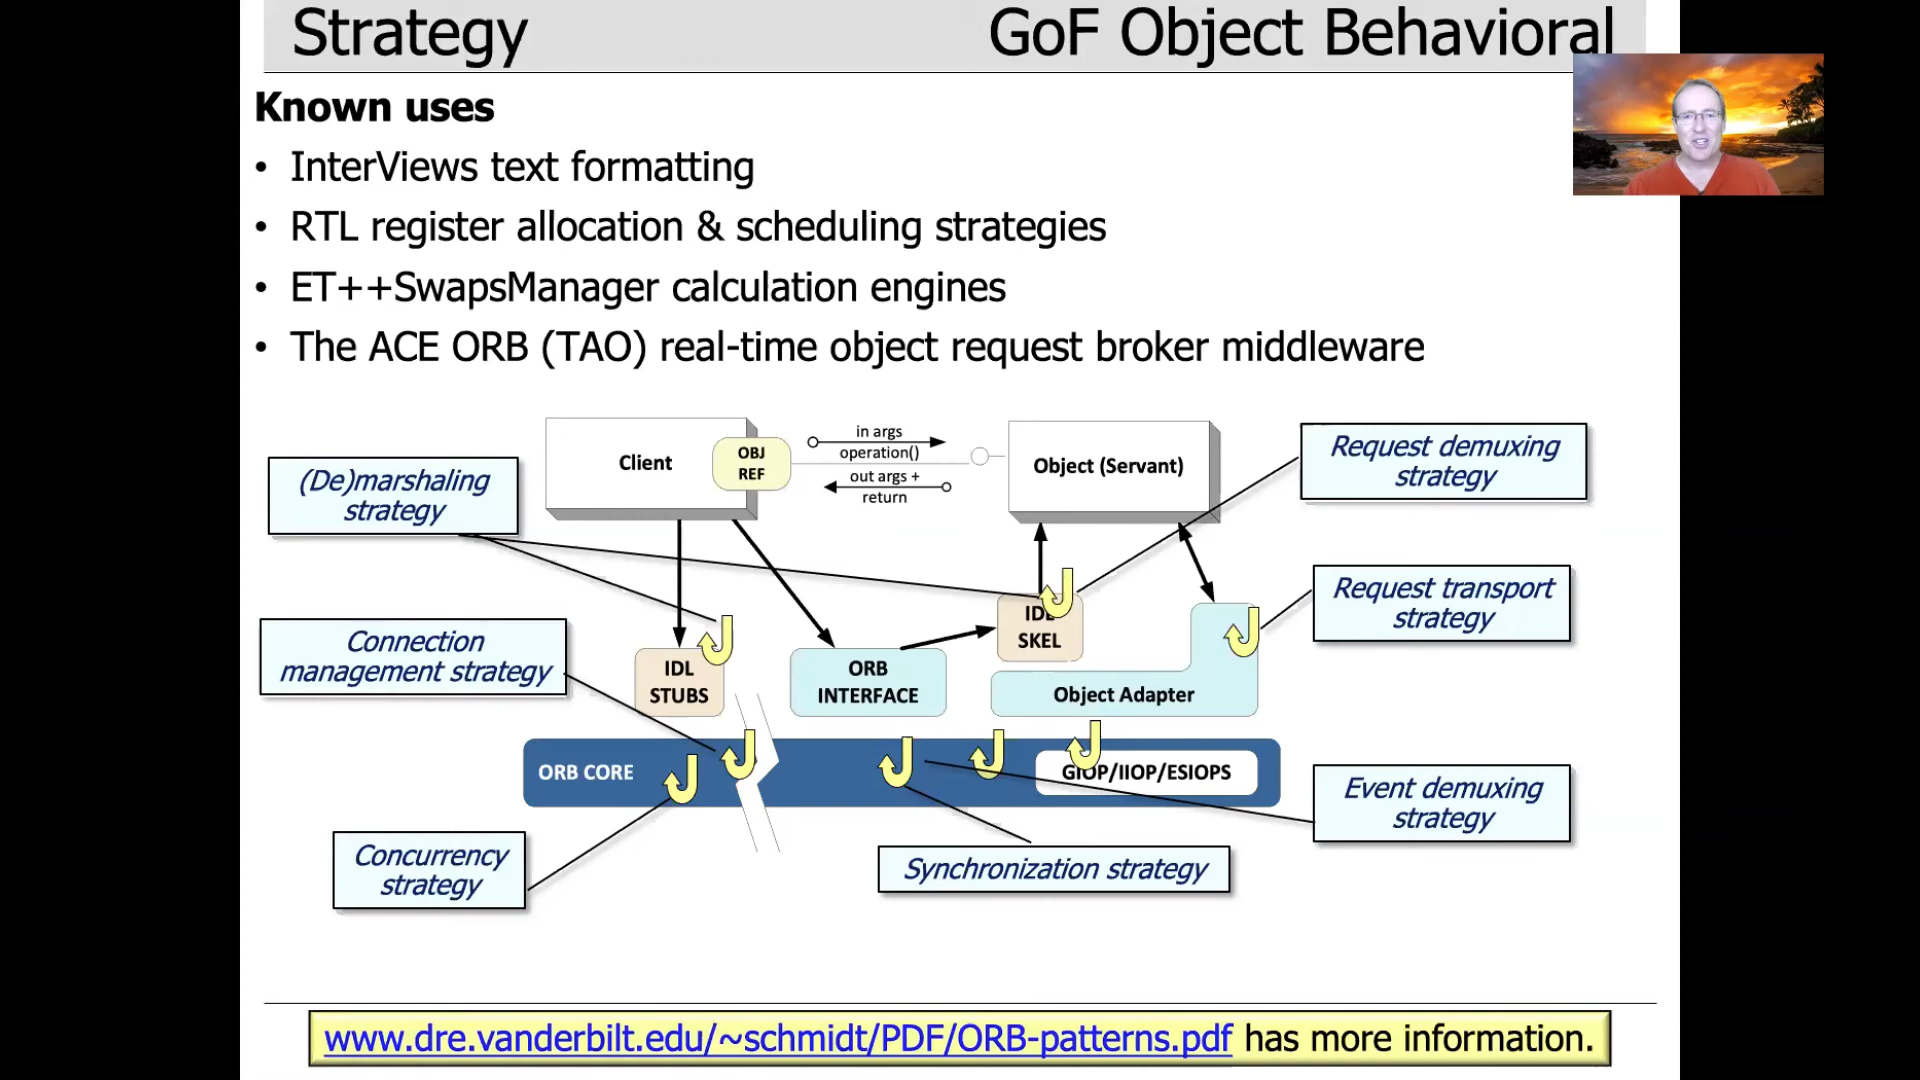 Strategy GoF Object Behavioral
Known uses
• InterViews text formatting
• RTL register allocation & scheduling strategies
• ET++SwapsManager calculation engines
• The ACE ORB (TAO) real-time object request broker middleware
Client
OBJ
REF
in args
operation()
out args +
return
Object (Servant)
Request demuxing
strategy
(De)marshaling
strategy
Request transport
strategy
Connection
management strategy
IDL
STUBS
ORB
INTERFACE
IDL
SKEL
Object Adapter
ORB CORE
GIOP/IIOP/ESIOPS
Event demuxing
strategy
Concurrency
strategy
Synchronization strategy
www.dre.vanderbilt.edu/~schmidt/PDF/ORB-patterns.pdf has more information.